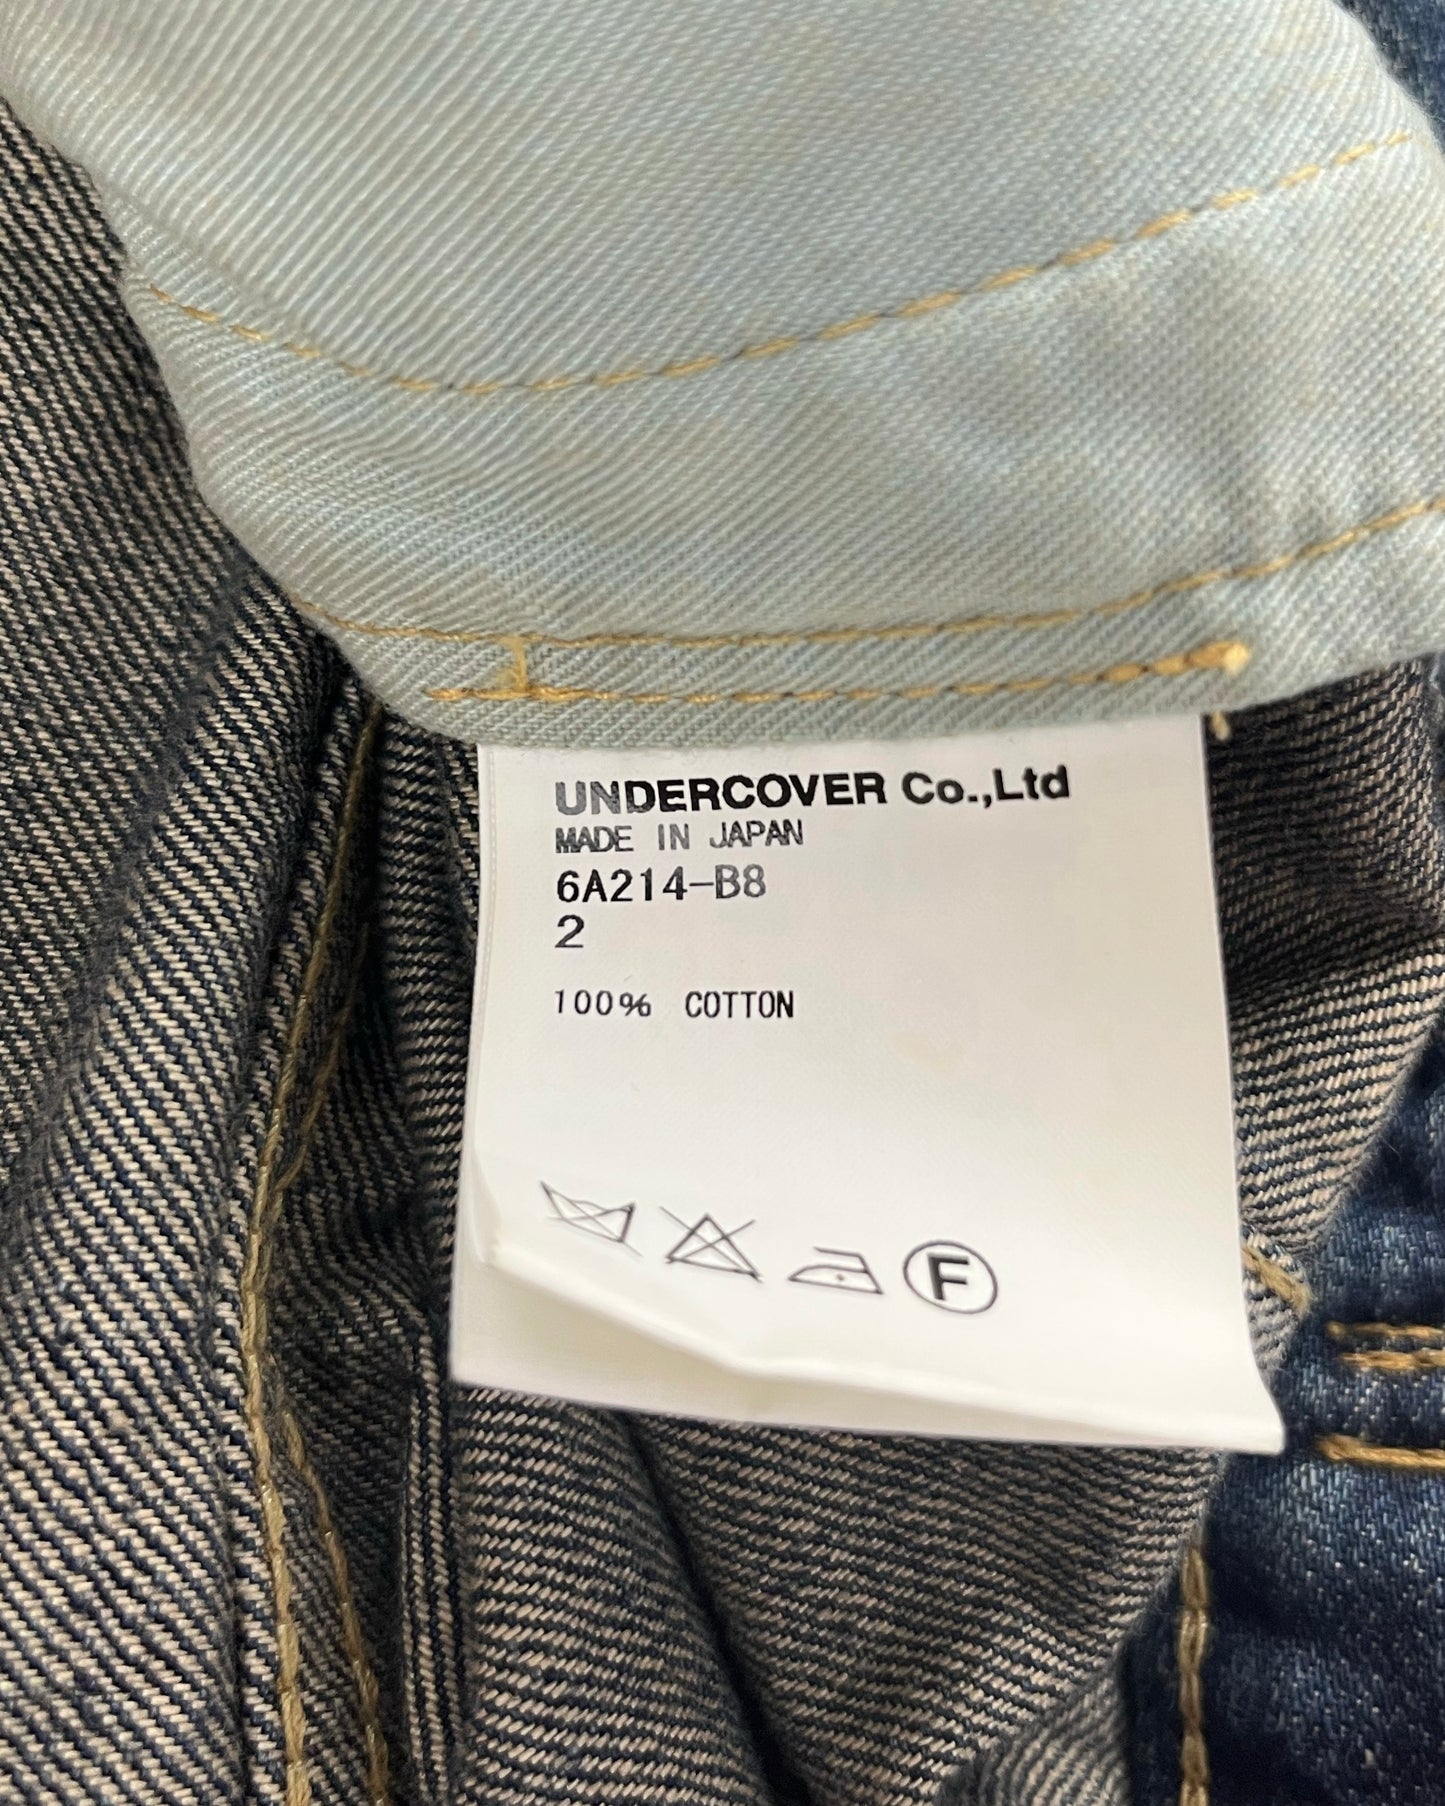 UNDERCOVER Co.,Ltd
MADE IN JAPAN
6A214-B8
2
100% COTTON
F